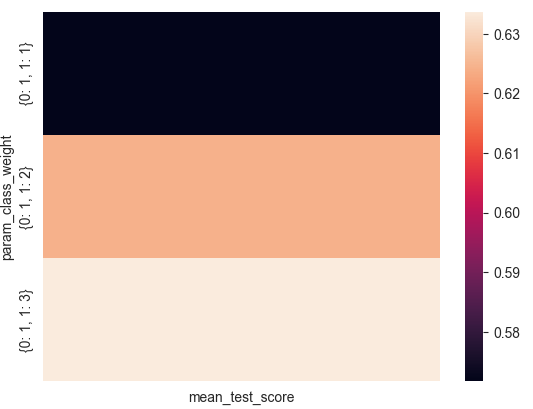 param_class_weight
{0: 1, 1: 1}
{0: 1, 1: 2}
{0: 1, 1: 3}
mean_test_score
0.63
0.62
0.61
0.60
0.59
0.58